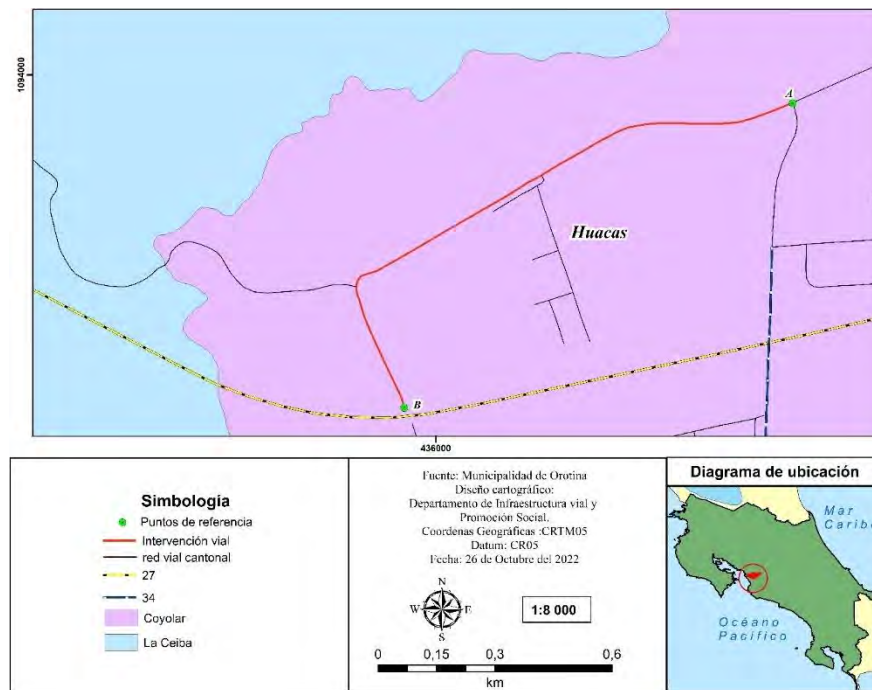 1094000
A
Huacas
B
436000
Simbología
Puntos de referencia
Intervención vial
red vial cantonal
27
34
Coyolar
La Ceiba
Fuente: Municipalidad de Orotina
Diseño cartográfico:
Departamento de Infraestructura vial y
Promoción Social.
Coordenas Geográficas :CRTM05
Datum: CR05
Fecha: 26 de Octubre del 2022
N
W E
S
1:8 000
0 0,15 0,3 0,6
km
Diagrama de ubicación
Mar
Caribe
Océano
Pacífico